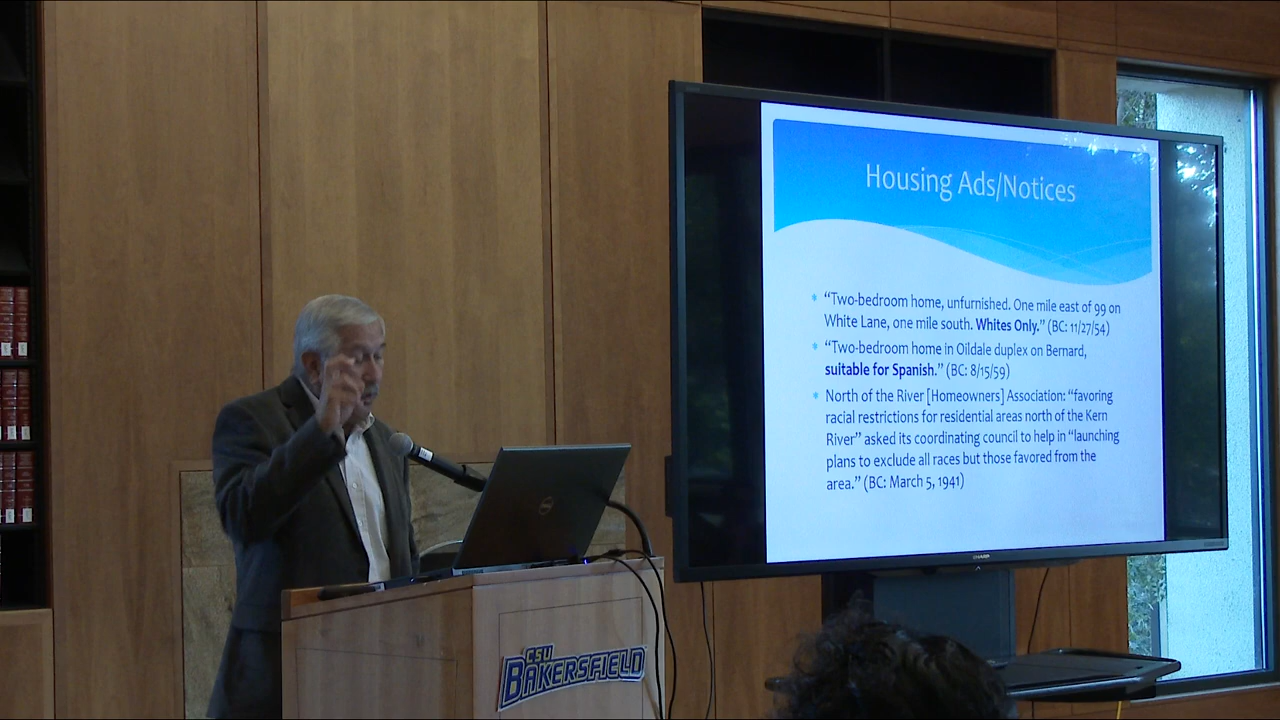 Housing Ads/Notices
“Two-bedroom home, unfurnished. One mile east of 99 on
White Lane, one mile south. Whites Only.” (BC: 11/27/54)
“Two-bedroom home in Oildale duplex on Bernard,
suitable for Spanish.” (BC: 8/15/59)
North of the River [Homeowners] Association: “favoring
racial restrictions for residential areas north of the Kern
River” asked its coordinating council to help in “launching
plans to exclude all races but those favored from the
area.” (BC: March 5, 1941)
SHARP
DELL
CSU
BAKERSFIELD